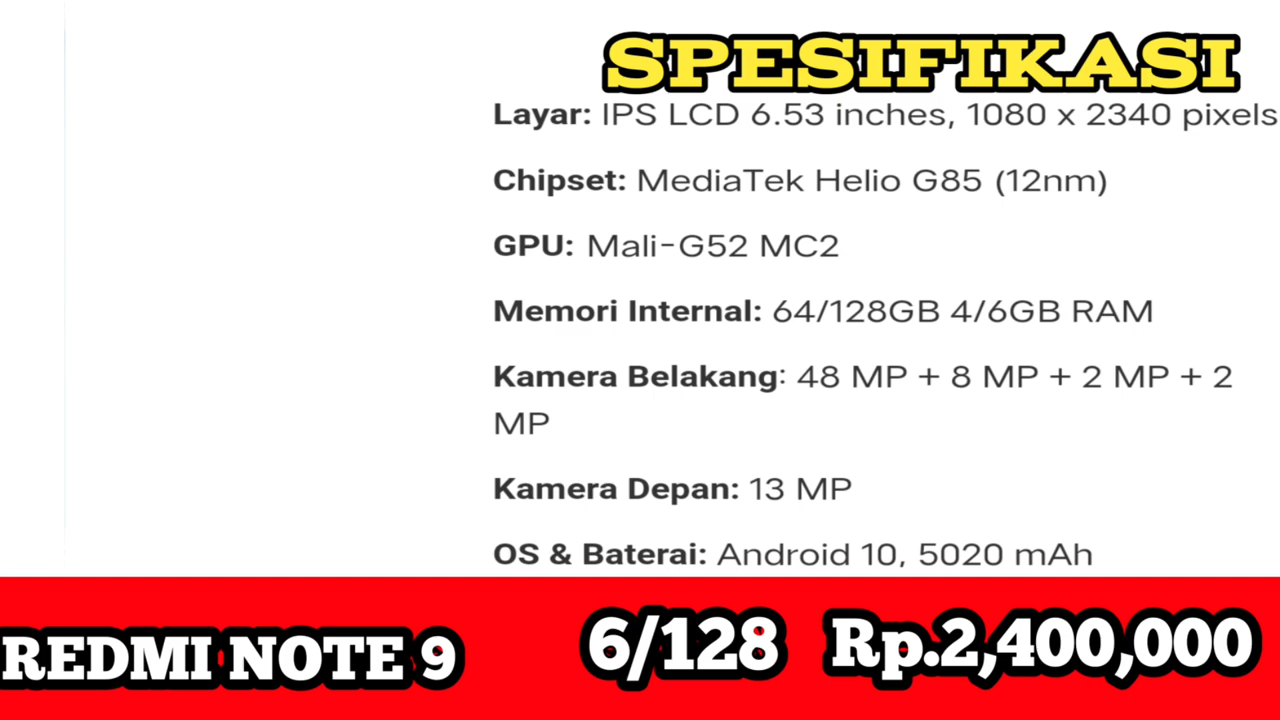 SPESIFIKASI
Layar: IPS LCD 6.53 inches, 1080 x 2340 pixels
Chipset: MediaTek Helio G85 (12nm)
GPU: Mali-G52 MC2
Memori Internal: 64/128GB 4/6GB RAM
Kamera Belakang: 48 MP + 8 MP + 2 MP + 2
MP
Kamera Depan: 13 MP
OS & Baterai: Android 10, 5020 mAh
REDMI NOTE 9 6/128 Rp.2,400,000